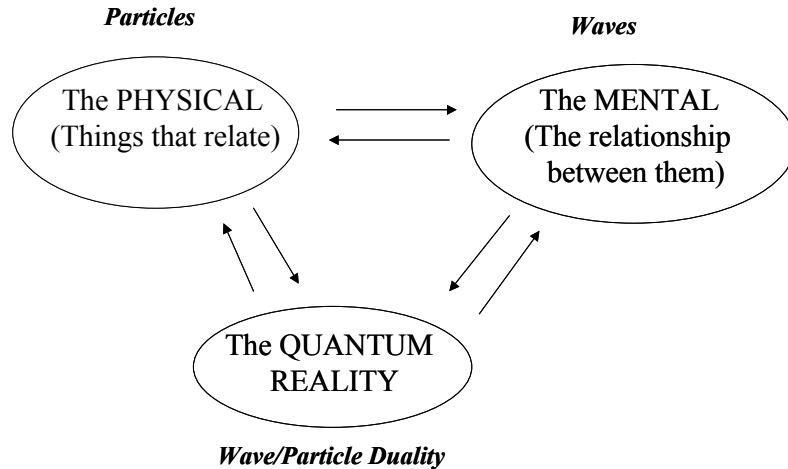 Particles
Waves
The PHYSICAL
(Things that relate)
The MENTAL
(The relationship
between them)
The QUANTUM
REALITY
Wave/Particle Duality